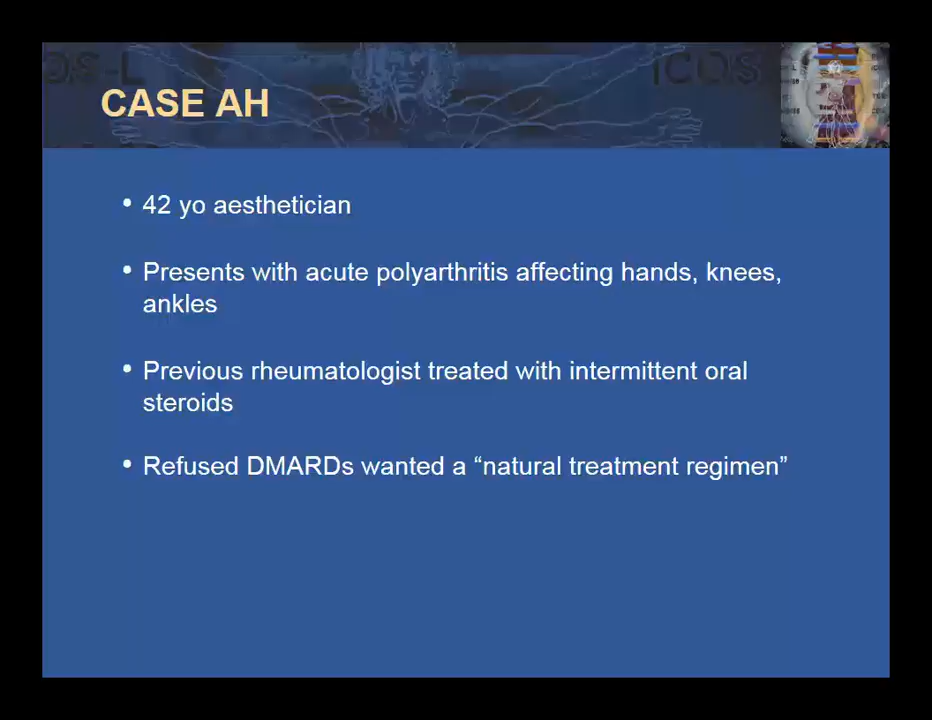 CASE AH
• 42 yo aesthetician
• Presents with acute polyarthritis affecting hands, knees,
ankles
• Previous rheumatologist treated with intermittent oral
steroids
• Refused DMARDs wanted a “natural treatment regimen”